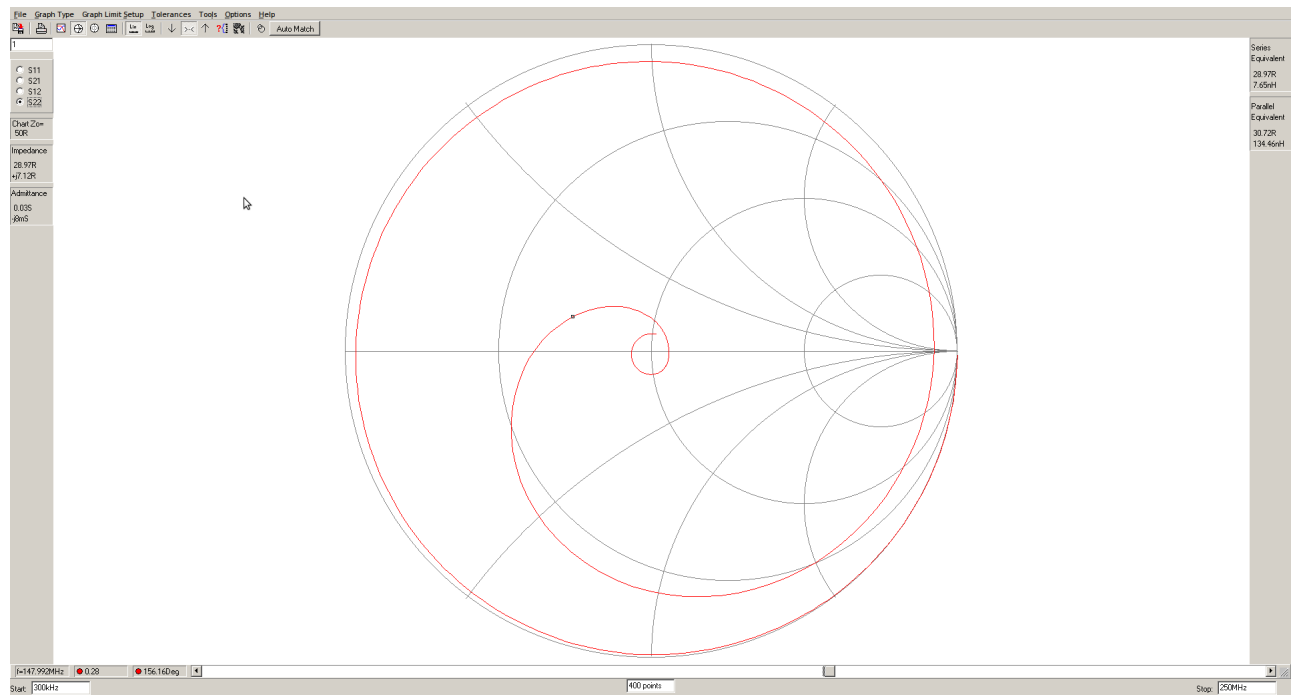 File Graph Type Graph Limit Setup Tolerances Tools Options Help
Lin Log Auto Match
1
S11
S21
S12
S22
Chart Zo=
50R
Impedance
28.97R
+j7.12R
Admittance
0.03S
-j8mS
Series
Equivalent
28.97R
7.65nH
Parallel
Equivalent
30.72R
134.46nH
f=147.992MHz 0.28 156.16Deg
Start: 300kHz 400 points Stop: 250MHz